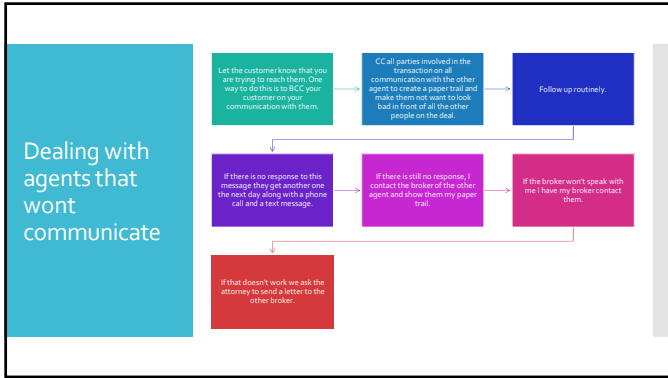 Dealing with
agents that
wont
communicate
Let the customer know that you
are trying to reach them. One
way to do this is to BCC your
customer on your
communication with them.
CC all parties involved in the
transaction on all
communication with the other
agent to create a paper trail and
make them not want to look
bad in front of all the other
people on the deal.
Follow up routinely.
If there is no response to this
message they get another one
the next day along with a phone
call and a text message.
If there is still no response, I
contact the broker of the other
agent and show them my paper
trail.
If the broker won't speak with
me I have my broker contact
them.
If that doesn't work we ask the
attorney to send a letter to the
other broker.